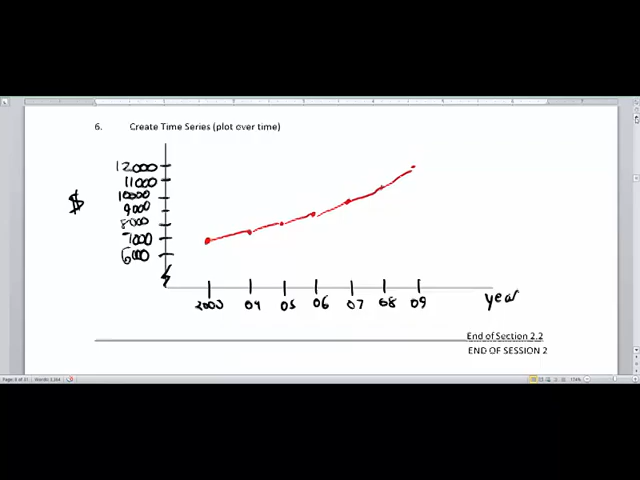 6. Create Time Series (plot over time)
12000
11000
10000
$
9000
8000
7000
6000
2003 04 05 06 07 08 09
year
End of Section 2.2
END OF SESSION 2